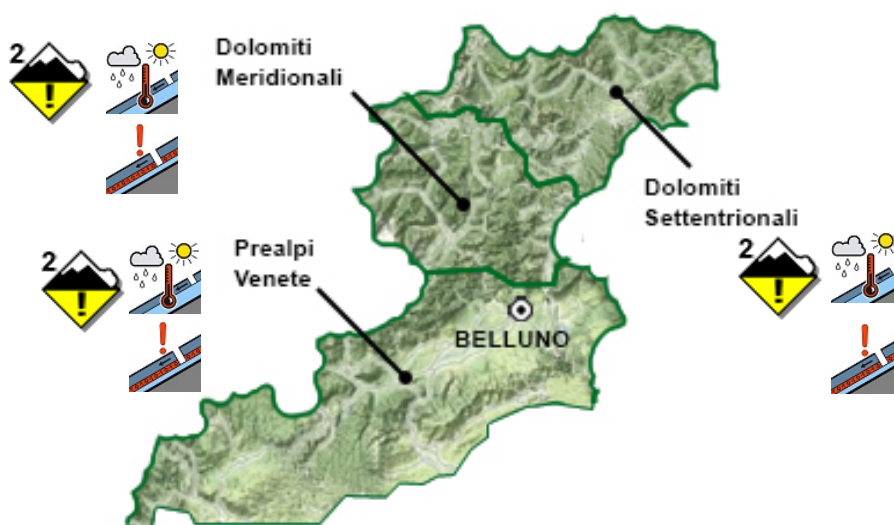 2
Dolomiti
Meridionali
Dolomiti
Settentrionali
2
Prealpi
Venete
2
BELLUNO